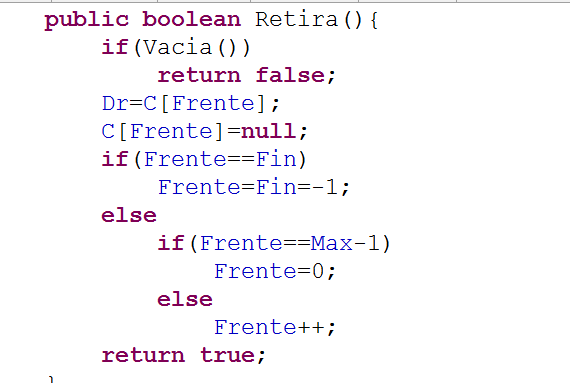 public boolean Retira(){
if(Vacia())
return false;
Dr=C[Frente];
C[Frente]=null;
if(Frente==Fin)
Frente=Fin=-1;
else
if(Frente==Max-1)
Frente=0;
else
Frente++;
return true;
}